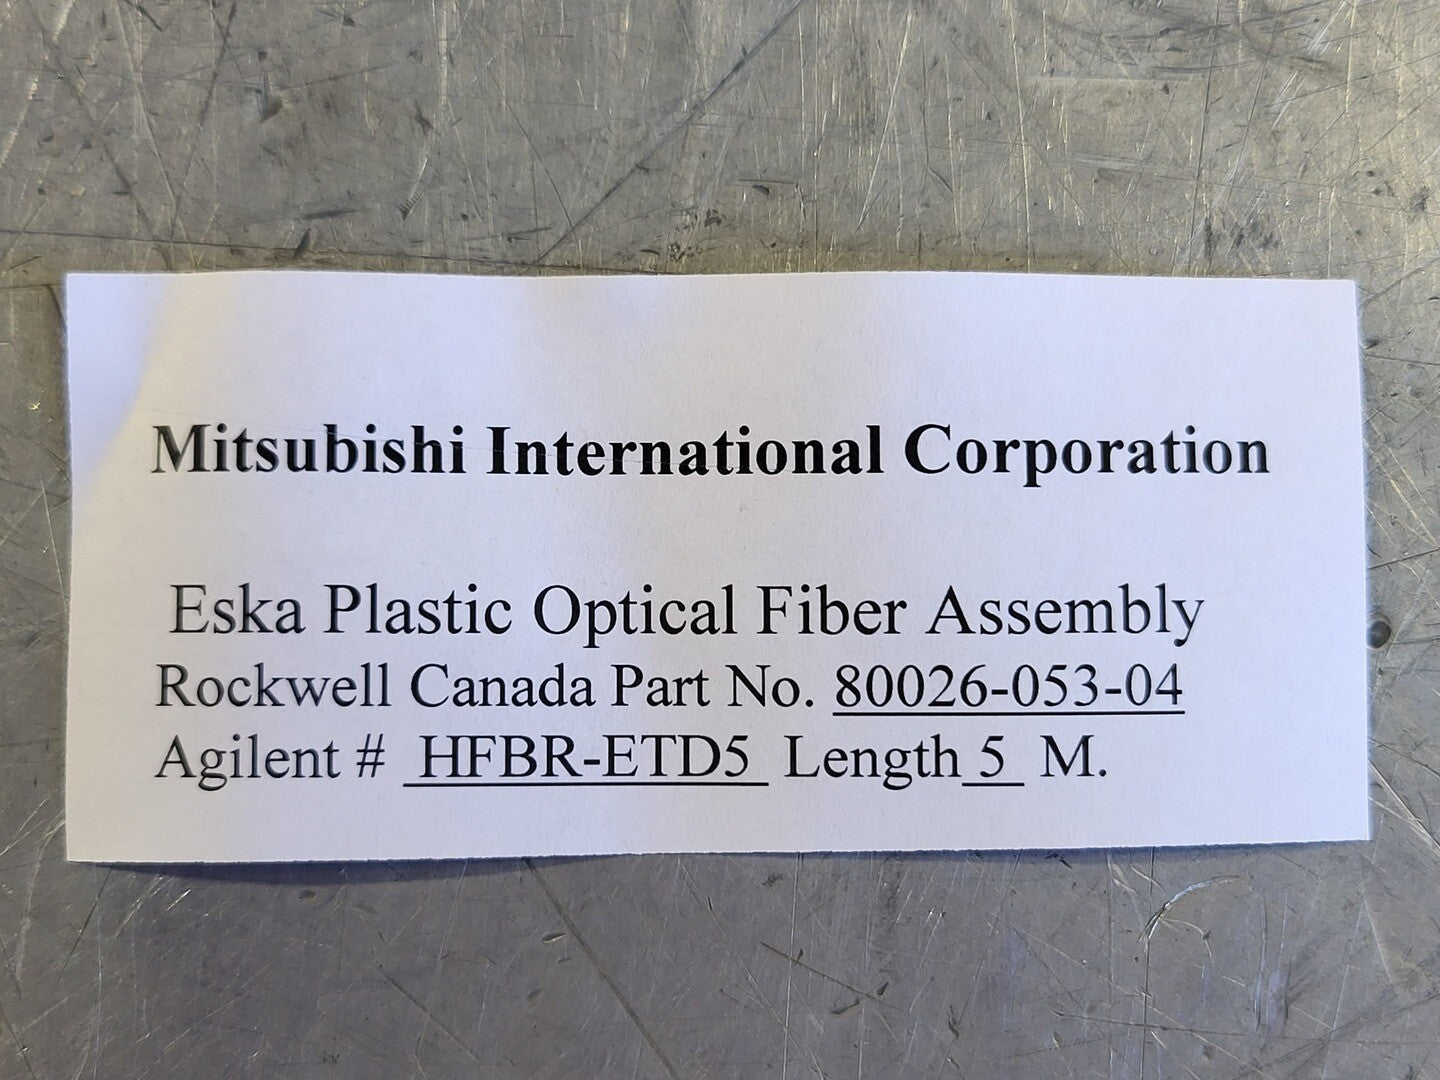 Mitsubishi International Corporation
Eska Plastic Optical Fiber Assembly
Rockwell Canada Part No. 80026-053-04
Agilent # HFBR-ETD5 Length 5 M.